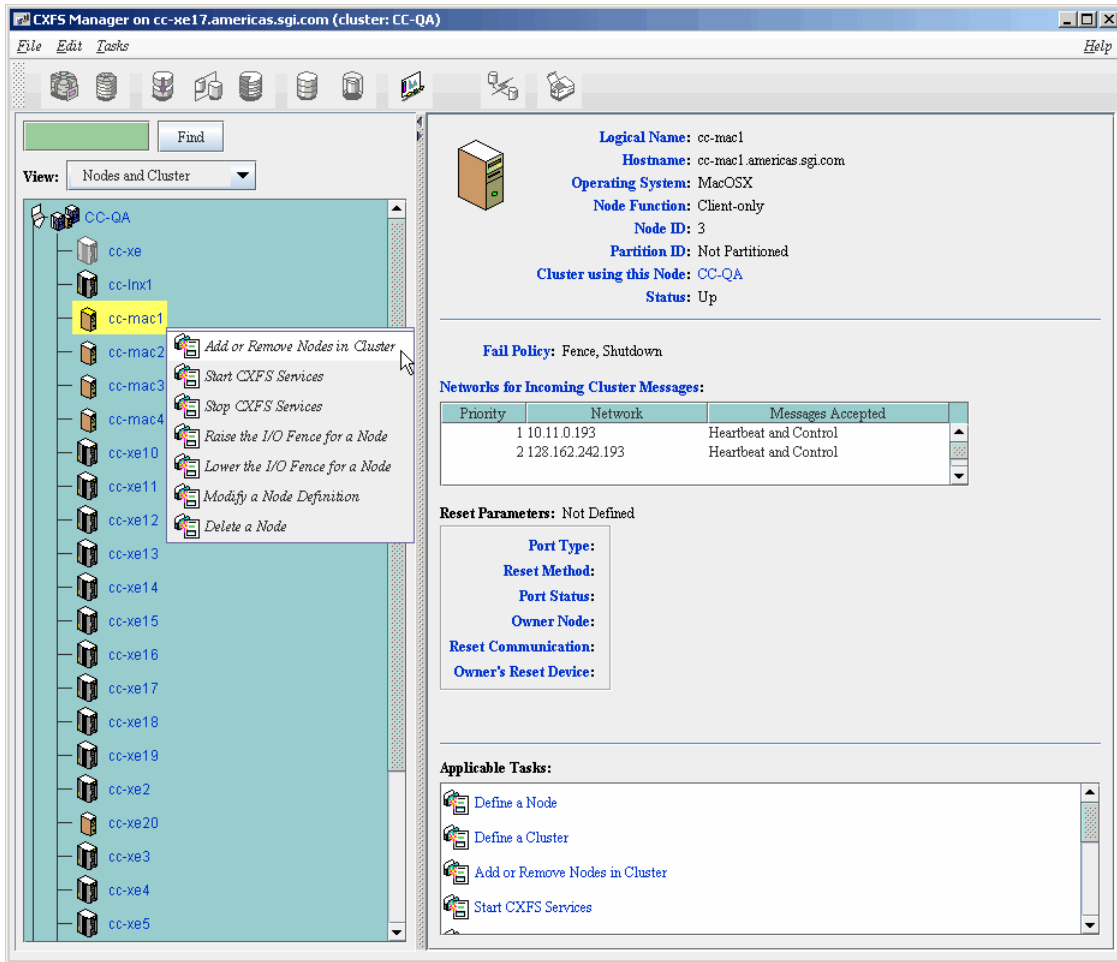 CXFS Manager on cc-xe17.americas.sgi.com (cluster: CC-QA)
File Edit Tasks Help
Find
View: Nodes and Cluster
CC-QA
cc-xe
cc-lnx1
cc-mac1
cc-mac2
cc-mac3
cc-mac4
cc-xe10
cc-xe11
cc-xe12
cc-xe13
cc-xe14
cc-xe15
cc-xe16
cc-xe17
cc-xe18
cc-xe19
cc-xe2
cc-xe20
cc-xe3
cc-xe4
cc-xe5
Add or Remove Nodes in Cluster
Start CXFS Services
Stop CXFS Services
Raise the I/O Fence for a Node
Lower the I/O Fence for a Node
Modify a Node Definition
Delete a Node
Logical Name: cc-mac1
Hostname: cc-mac1.americas.sgi.com
Operating System: MacOSX
Node Function: Client-only
Node ID: 3
Partition ID: Not Partitioned
Cluster using this Node: CC-QA
Status: Up
Fail Policy: Fence, Shutdown
Networks for Incoming Cluster Messages:
Priority Network Messages Accepted
1 10.11.0.193 Heartbeat and Control
2 128.162.242.193 Heartbeat and Control
Reset Parameters: Not Defined
Port Type:
Reset Method:
Port Status:
Owner Node:
Reset Communication:
Owner's Reset Device:
Applicable Tasks:
Define a Node
Define a Cluster
Add or Remove Nodes in Cluster
Start CXFS Services